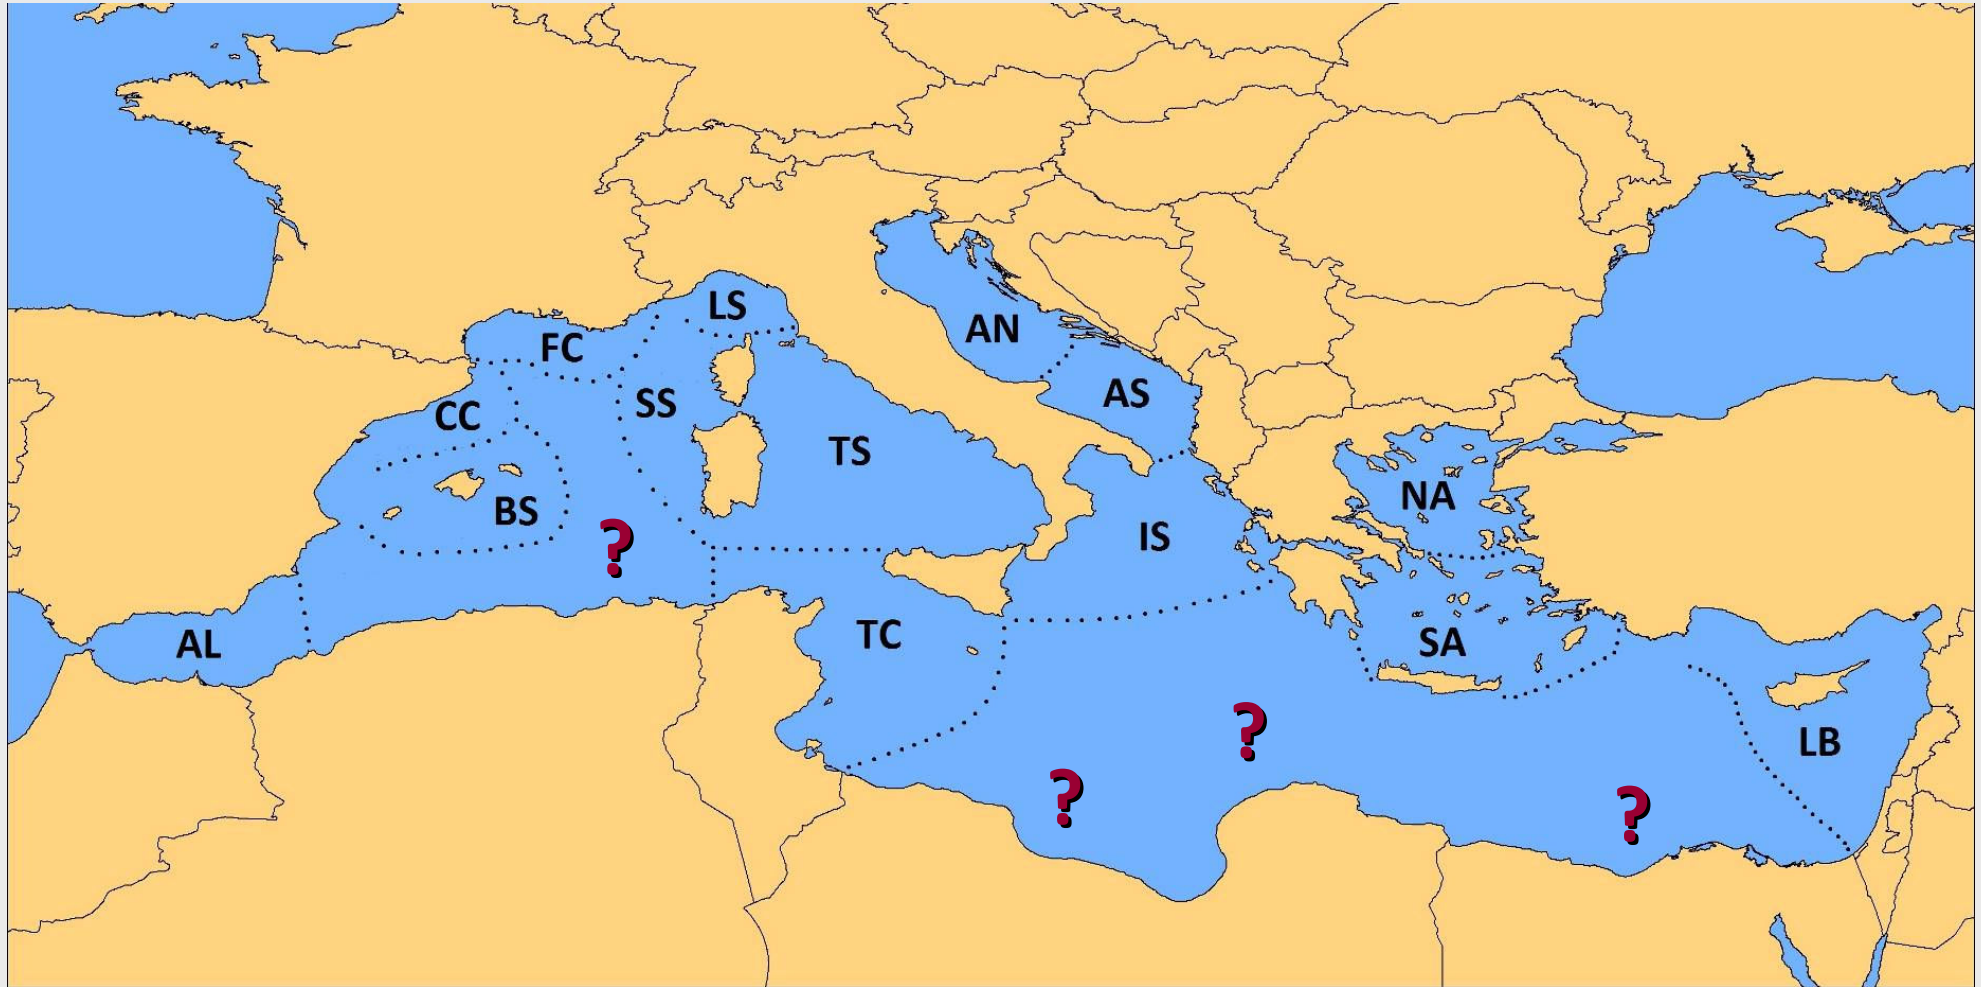 LS
FC
AN
CC
SS
AS
TS
BS
NA
IS
?
AL
TC
SA
?
LB
?
?